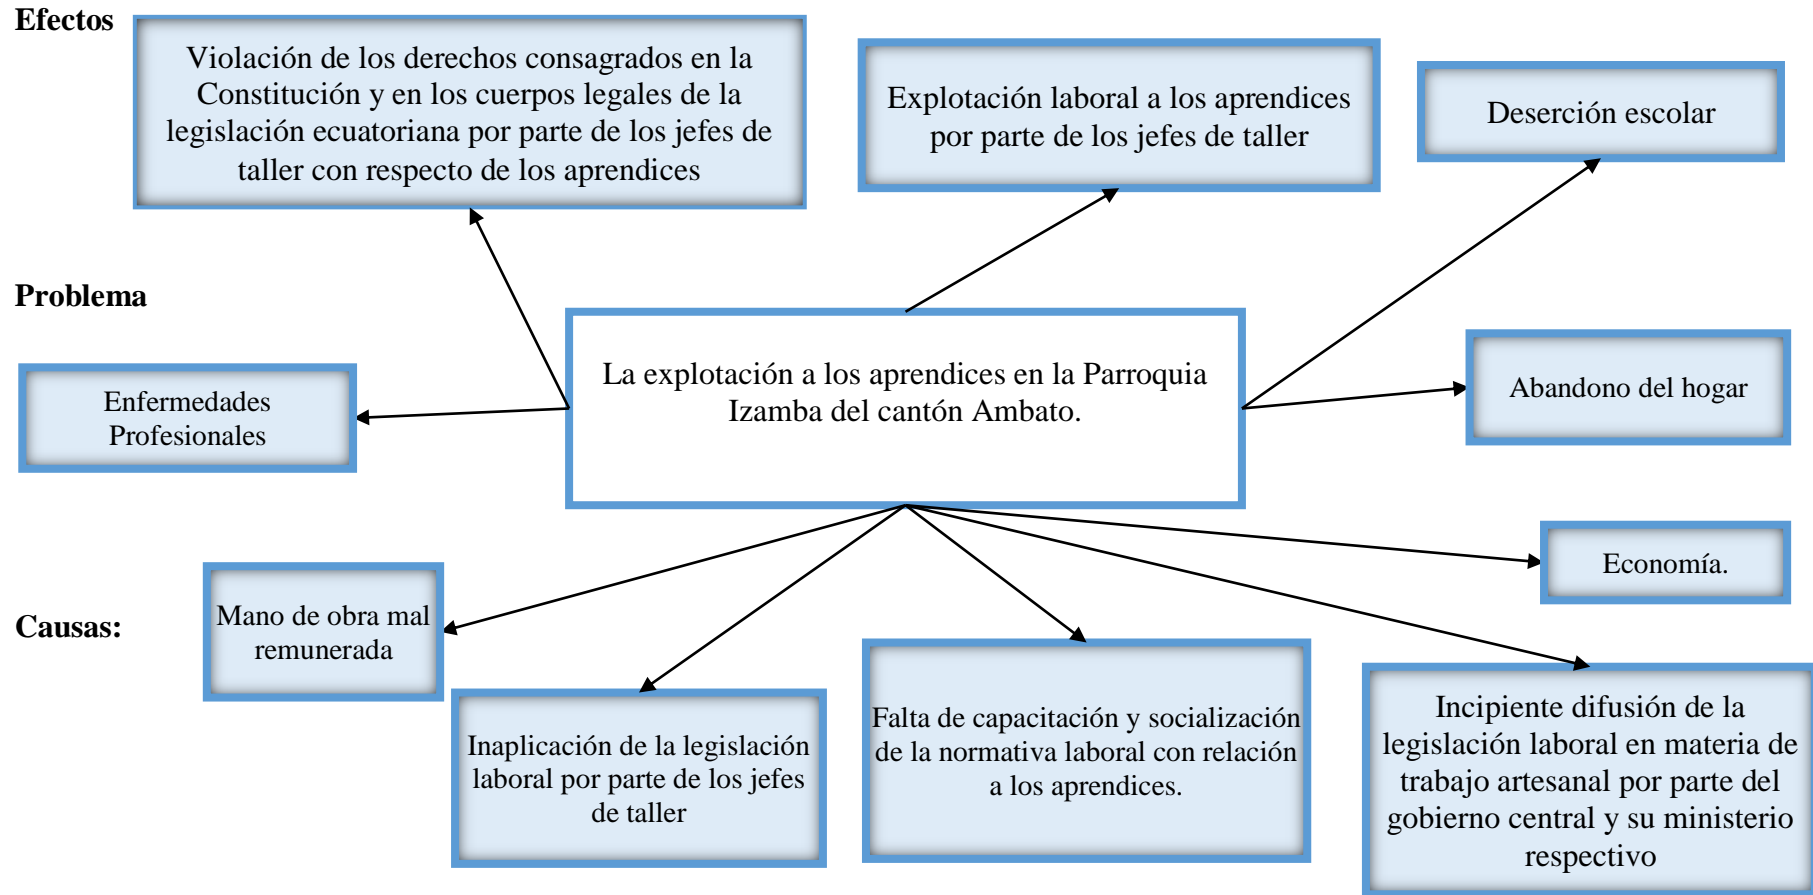 Efectos
Violación de los derechos consagrados en la
Constitución y en los cuerpos legales de la
legislación ecuatoriana por parte de los jefes de
taller con respecto de los aprendices
Explotación laboral a los aprendices
por parte de los jefes de taller
Deserción escolar
Problema
La explotación a los aprendices en la Parroquia
Izamba del cantón Ambato.
Enfermedades
Profesionales
Abandono del hogar
Causas:
Mano de obra mal
remunerada
Inaplicación de la legislación
laboral por parte de los jefes
de taller
Falta de capacitación y socialización
de la normativa laboral con relación
a los aprendices.
Economía.
Incipiente difusión de la
legislación laboral en materia de
trabajo artesanal por parte del
gobierno central y su ministerio
respectivo